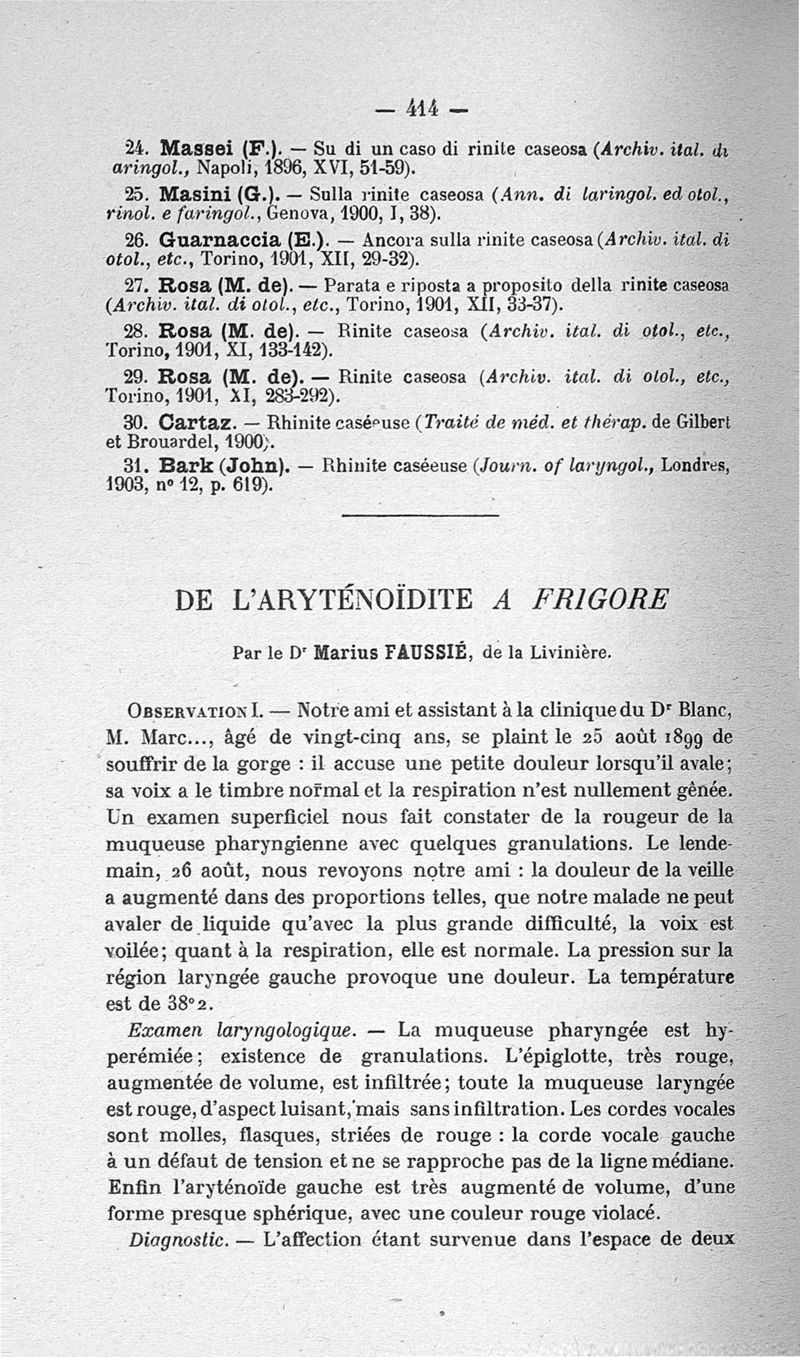 — 414 —
24. Massei (F.). — Su di un caso di rinite caseosa (Archiv. ital. di
aringol., Napoli, 1896, XVI, 51-59).
25. Masini (G.). — Sulla rinite caseosa (Ann. di laringol. ed otol.,
rinol. e faringol., Genova, 1900, I, 38).
26. Guarnaccia (E.). — Ancora sulla rinite caseosa (Archiv. ital. di
otol., etc., Torino, 1901, XII, 29-32).
27. Rosa (M. de). — Parata e riposta a proposito della rinite caseosa
(Archiv. ital. di otol., etc., Torino, 1901, XII, 33-37).
28. Rosa (M. de). — Rinite caseosa (Archiv. ital. di otol., etc.,
Torino, 1901, XI, 133-142).
29. Rosa (M. de). — Rinite caseosa (Archiv. ital. di otol., etc.,
Torino, 1901, XI, 283-292).
30. Cartaz. — Rhinite caséeuse (Traité de méd. et thérap. de Gilbert
et Brouardel, 1900).
31. Bark (John). — Rhinite caséeuse (Journ. of laryngol., Londres,
1903, nº 12, p. 619).
DE L'ARYTÉNOÏDITE A FRIGORE
Par le Dr Marius FAUSSIÉ, de la Livinière.
OBSERVATION I. — Notre ami et assistant à la clinique du Dr Blanc,
M. Marc..., âgé de vingt-cinq ans, se plaint le 25 août 1899 de
souffrir de la gorge : il accuse une petite douleur lorsqu'il avale;
sa voix a le timbre normal et la respiration n'est nullement gênée.
Un examen superficiel nous fait constater de la rougeur de la
muqueuse pharyngienne avec quelques granulations. Le lende-
main, 26 août, nous revoyons notre ami : la douleur de la veille
a augmenté dans des proportions telles, que notre malade ne peut
avaler de liquide qu'avec la plus grande difficulté, la voix est
voilée; quant à la respiration, elle est normale. La pression sur la
région laryngée gauche provoque une douleur. La température
est de 38°2.
Examen laryngologique. — La muqueuse pharyngée est hy-
perémiée; existence de granulations. L'épiglotte, très rouge,
augmentée de volume, est infiltrée; toute la muqueuse laryngée
est rouge, d'aspect luisant, mais sans infiltration. Les cordes vocales
sont molles, flasques, striées de rouge : la corde vocale gauche
à un défaut de tension et ne se rapproche pas de la ligne médiane.
Enfin l'aryténoïde gauche est très augmenté de volume, d'une
forme presque sphérique, avec une couleur rouge violacé.
Diagnostic. — L'affection étant survenue dans l'espace de deux